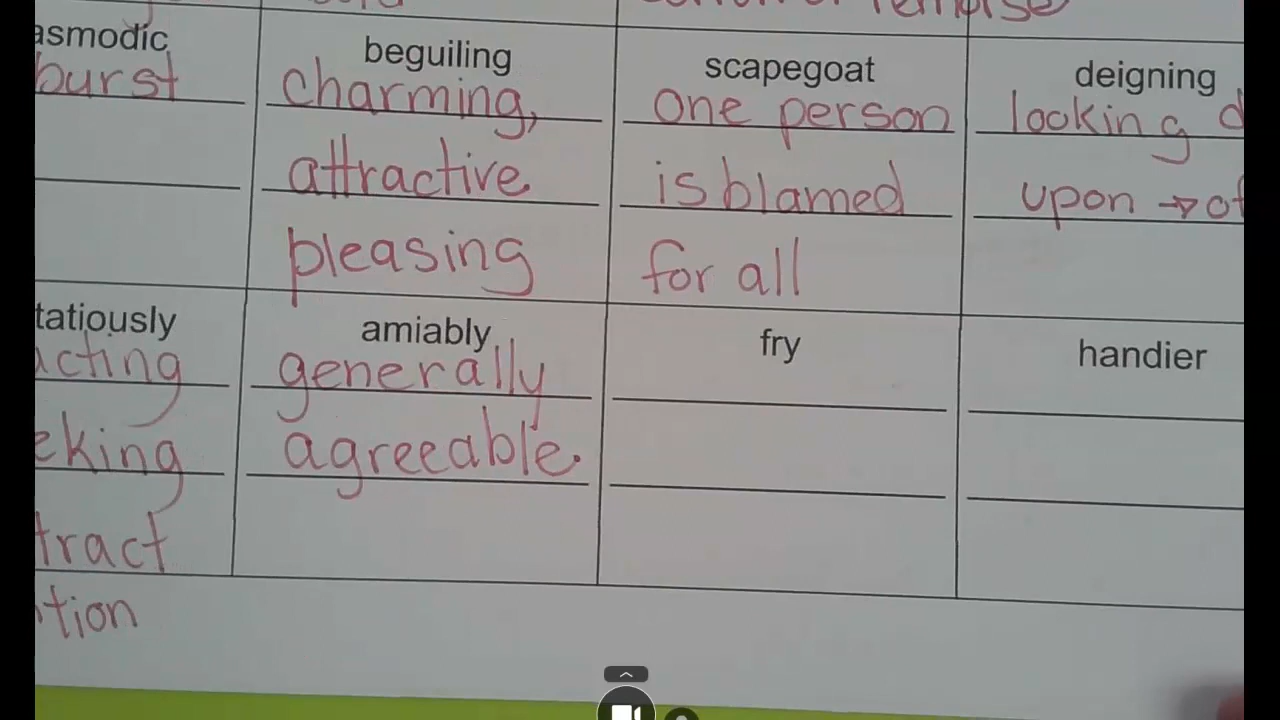 asmodic beguiling scapegoat deigning
burst charming, one person looking d
attractive is blamed upon → of
pleasing for all
tatiously amiably fry handier
acting generally
eking agreeable.
tract
tion